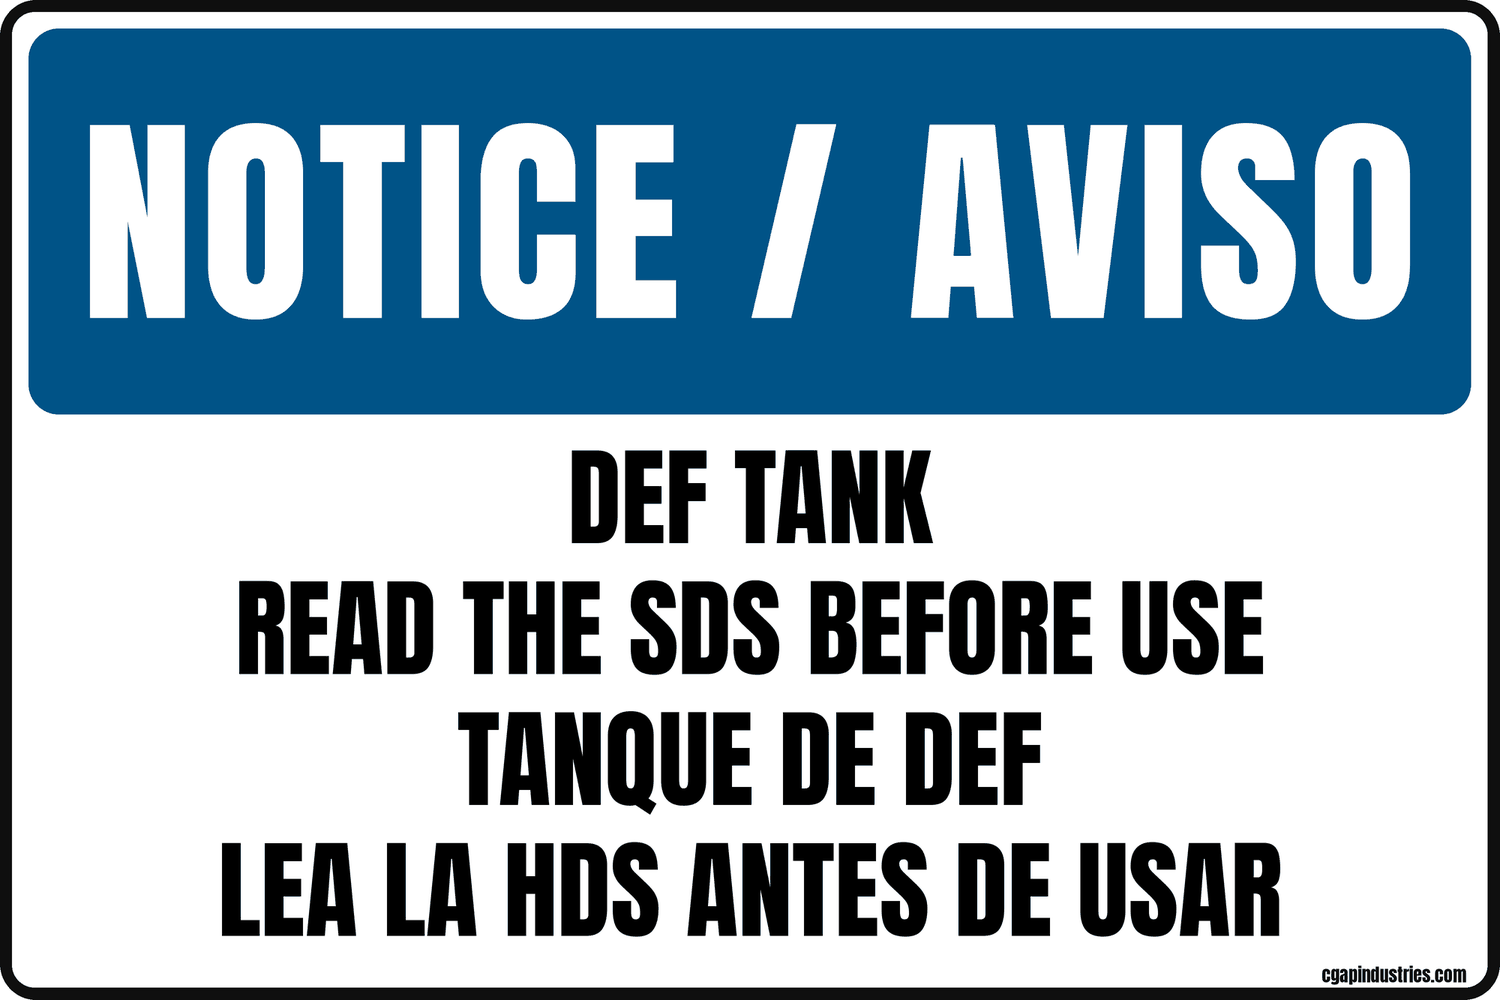 NOTICE / AVISO
DEF TANK
READ THE SDS BEFORE USE
TANQUE DE DEF
LEA LA HDS ANTES DE USAR
cgapindustries.com